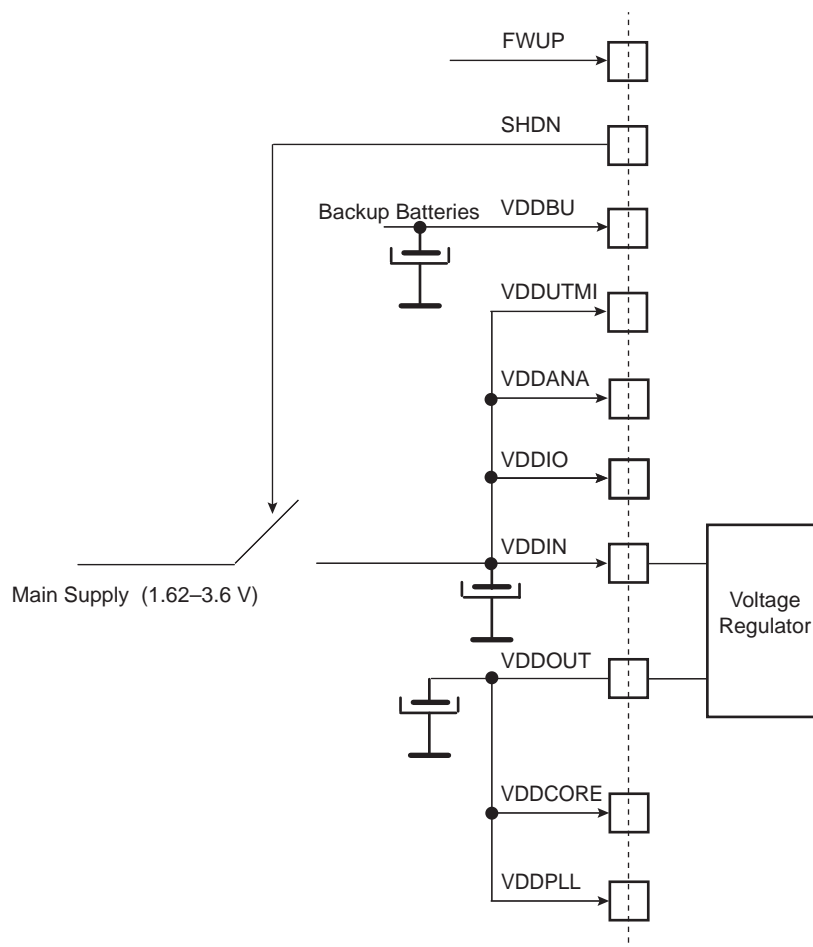 FWUP
SHDN
Backup Batteries
VDDBU
VDDUTMI
VDDANA
VDDIO
VDDIN
Main Supply (1.62–3.6 V)
Voltage
Regulator
VDDOUT
VDDCORE
VDDPLL